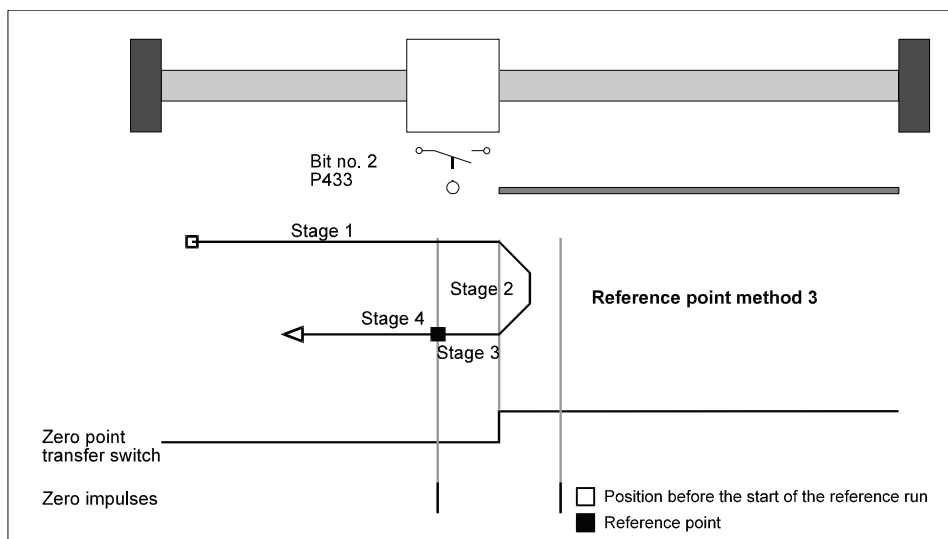 Bit no. 2
P433
Stage 1
Stage 2
Reference point method 3
Stage 4
Stage 3
Zero point
transfer switch
Zero impulses
Position before the start of the reference run
Reference point